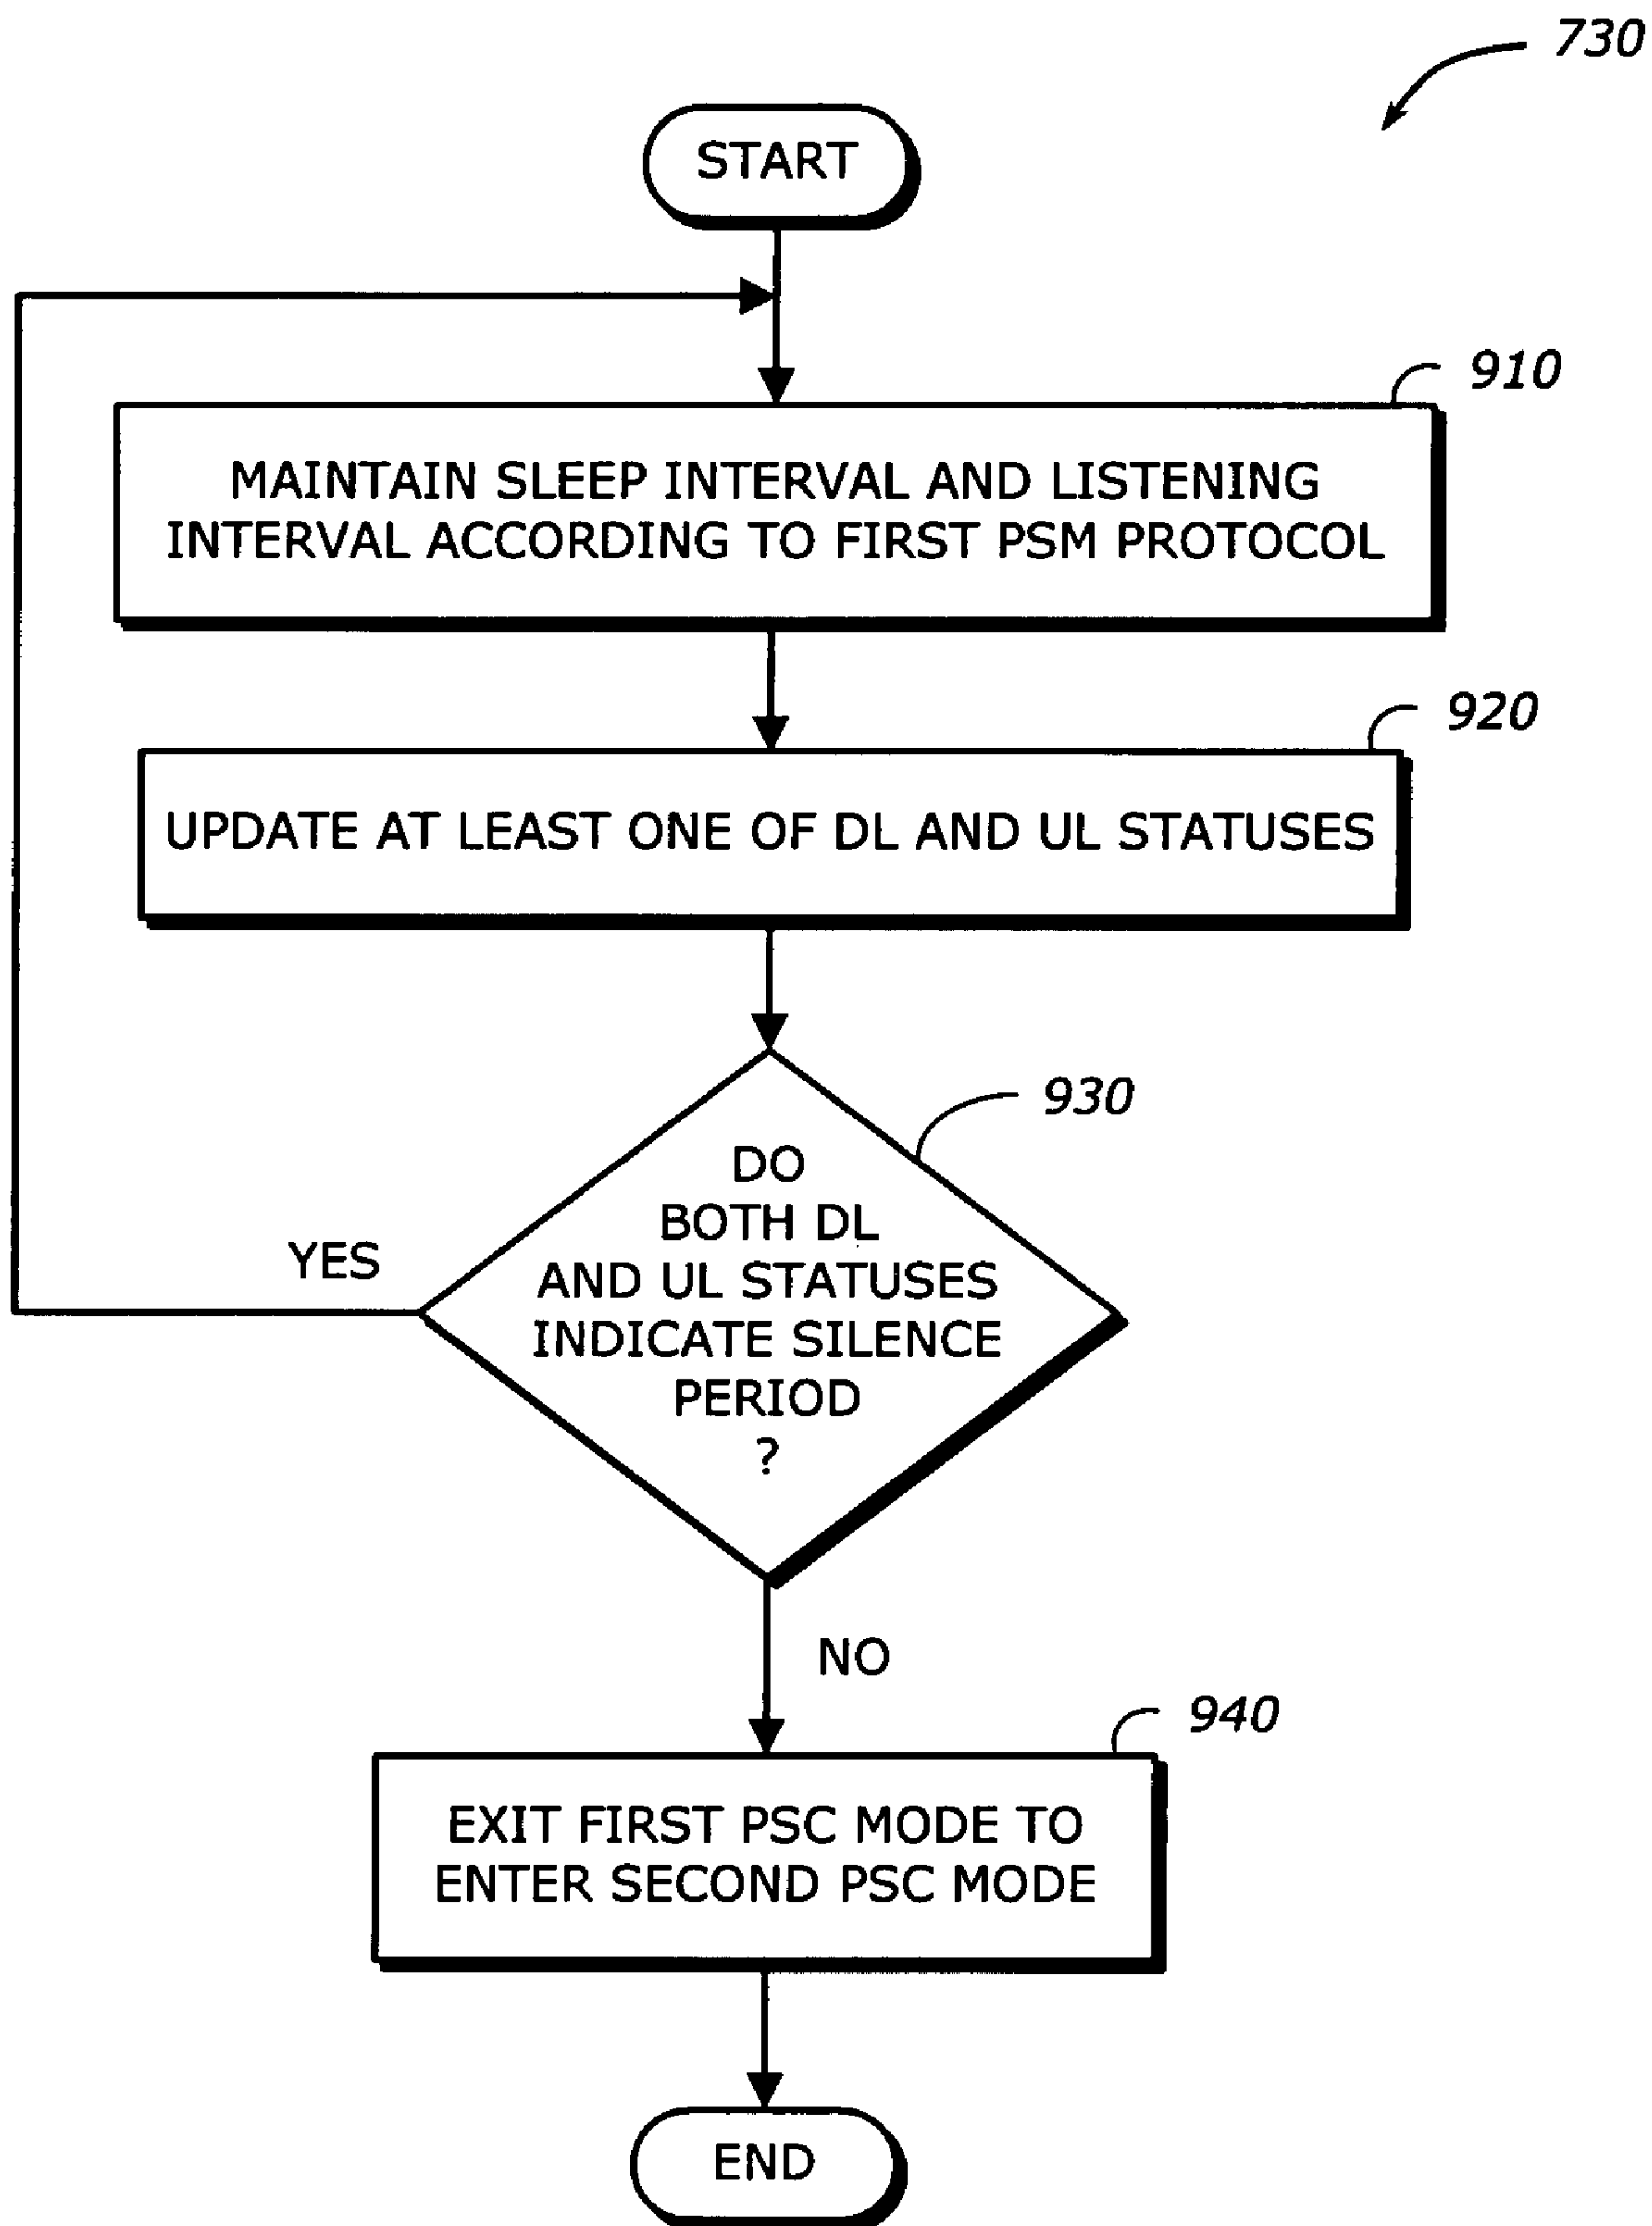 730
START
910
MAINTAIN SLEEP INTERVAL AND LISTENING
INTERVAL ACCORDING TO FIRST PSM PROTOCOL
920
UPDATE AT LEAST ONE OF DL AND UL STATUSES
930
DO
BOTH DL
AND UL STATUSES
INDICATE SILENCE
PERIOD
?
YES
NO
940
EXIT FIRST PSC MODE TO
ENTER SECOND PSC MODE
END